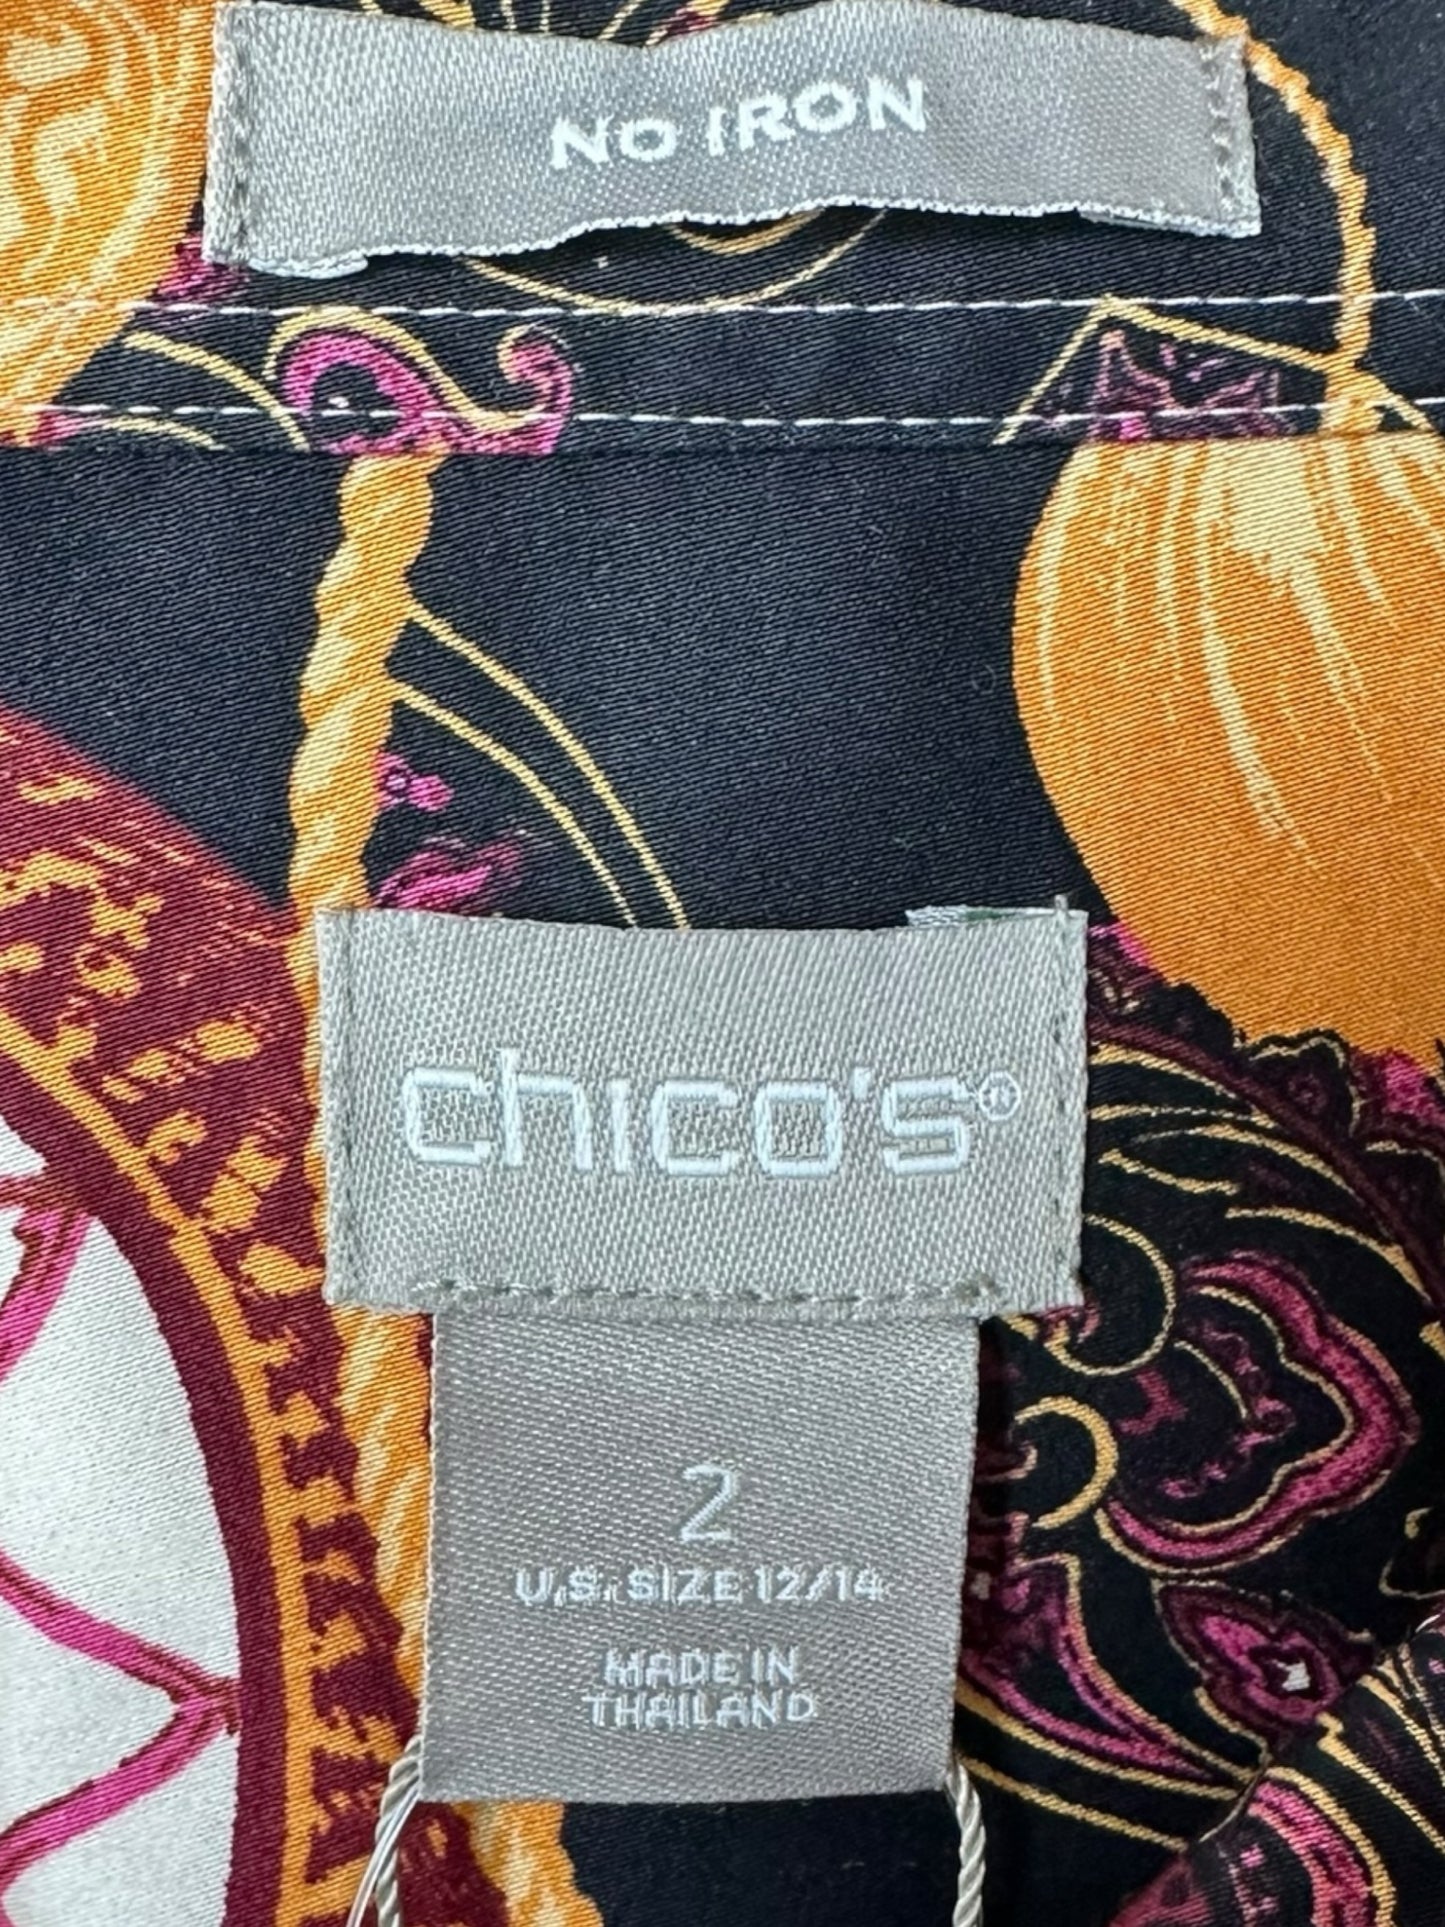 No IRON
chico's®
2
U.S. SIZE 12/14
MADE IN
THAILAND